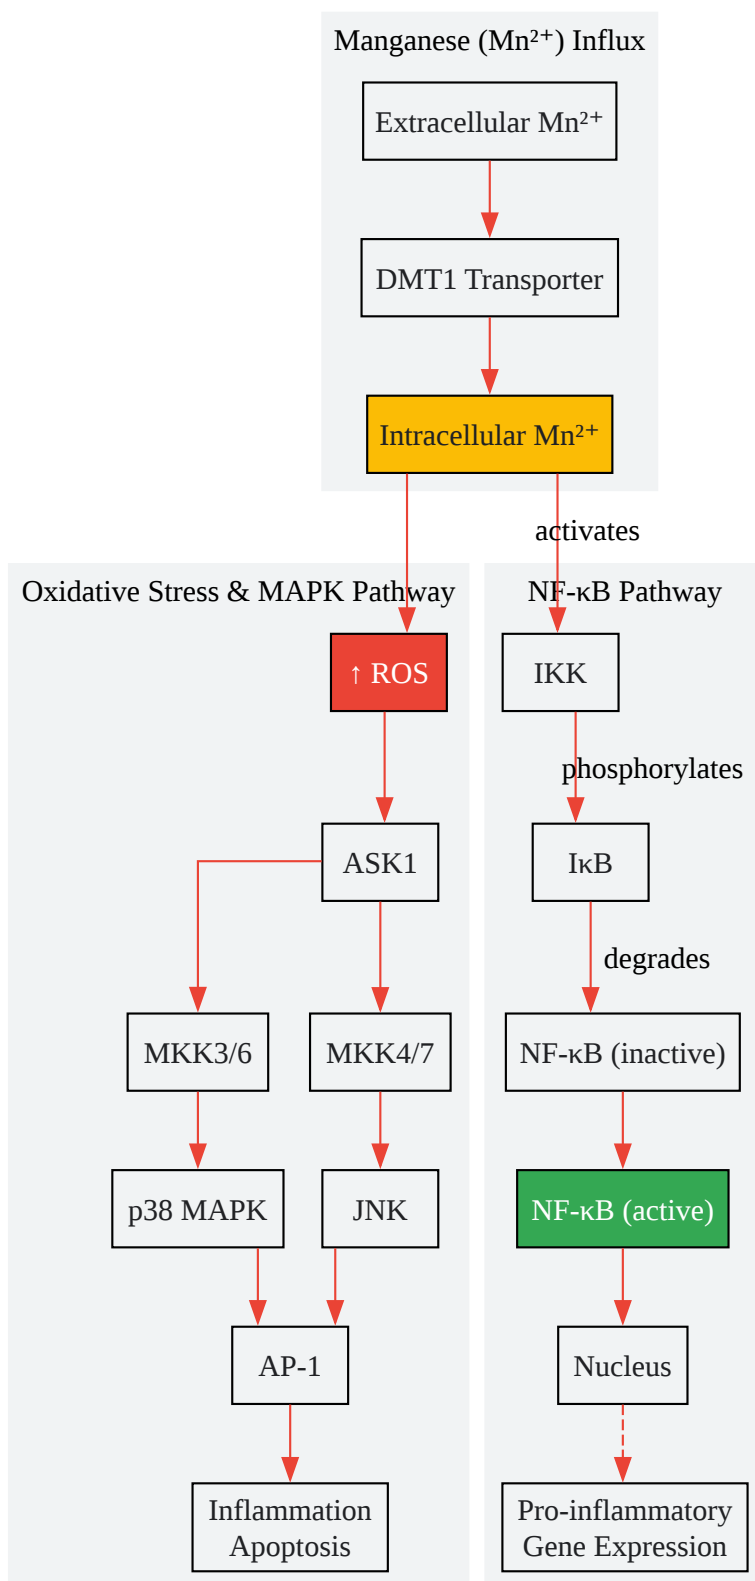 Manganese (Mn²⁺) Influx
Extracellular Mn²⁺
DMT1 Transporter
Intracellular Mn²⁺
activates
Oxidative Stress & MAPK Pathway
NF-κB Pathway
↑ ROS
IKK
phosphorylates
ASK1
IκB
degrades
MKK3/6
MKK4/7
NF-κB (inactive)
p38 MAPK
JNK
NF-κB (active)
AP-1
Nucleus
Inflammation
Apoptosis
Pro-inflammatory
Gene Expression